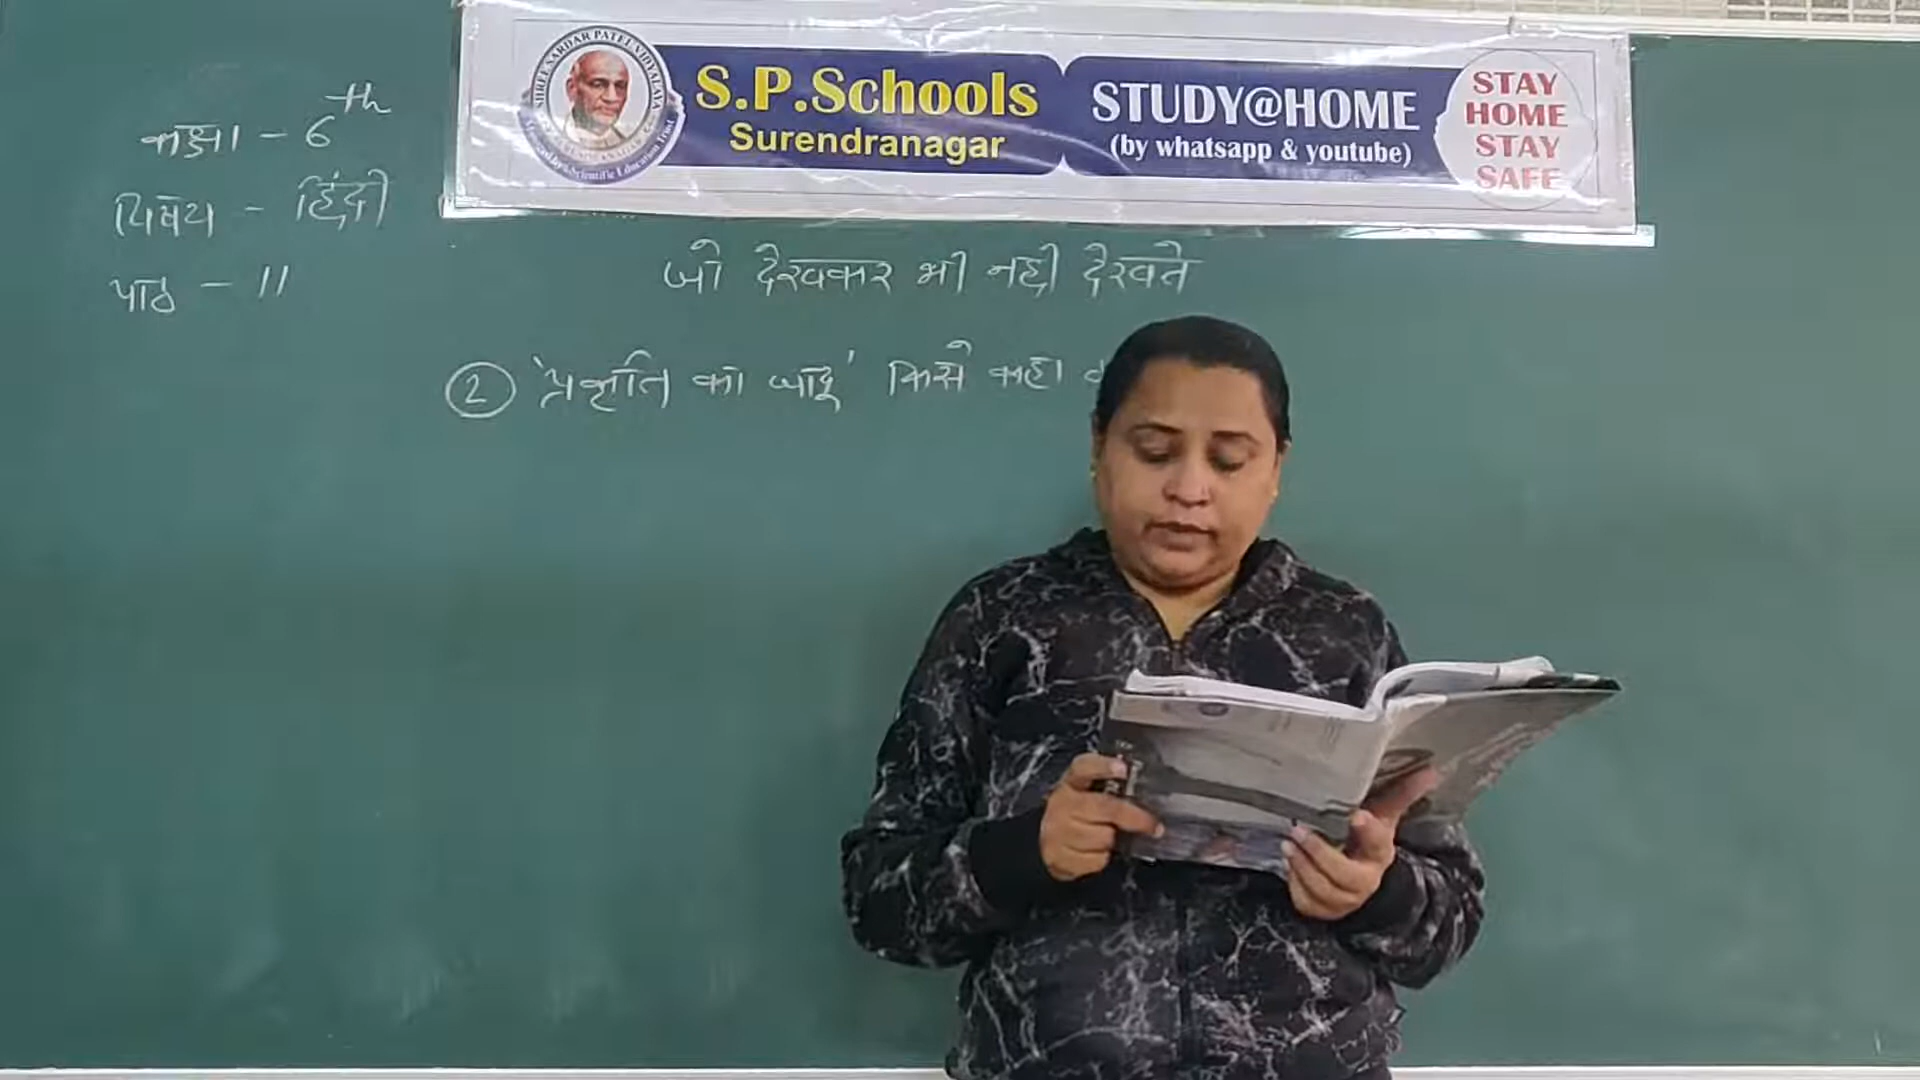 कक्षा - 6th
विषय - हिंदी
पाठ - 11
SHREE SARDAR PATEL VIDYALAYA
S.P.Schools
Surendranagar
STUDY@HOME
(by whatsapp & youtube)
STAY
HOME
STAY
SAFE
जो देखकर भी नहीं देखते
2 'प्रकृति का जादू' किसे कहा